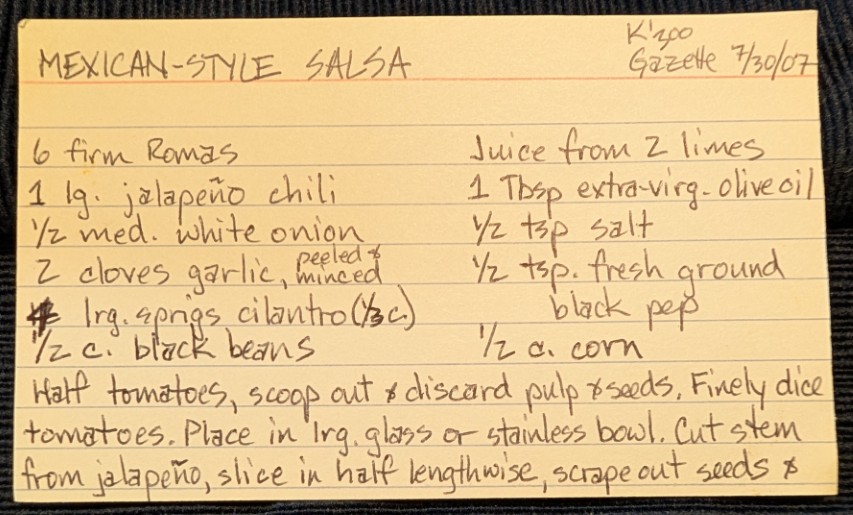 MEXICAN-STYLE SALSA
K'zoo
Gazette 7/30/07
6 firm Romas
1 lg. jalapeño chili
1/2 med. white onion
2 cloves garlic, peeled & minced
4 lrg. sprigs cilantro (1/3 c.)
1/2 c. black beans
Juice from 2 limes
1 Tbsp extra-virg. olive oil
1/2 tsp salt
1/2 tsp. fresh ground
black pep
1/2 c. corn
Half tomatoes, scoop out & discard pulp & seeds. Finely dice
tomatoes. Place in lrg. glass or stainless bowl. Cut stem
from jalapeño, slice in half lengthwise, scrape out seeds &